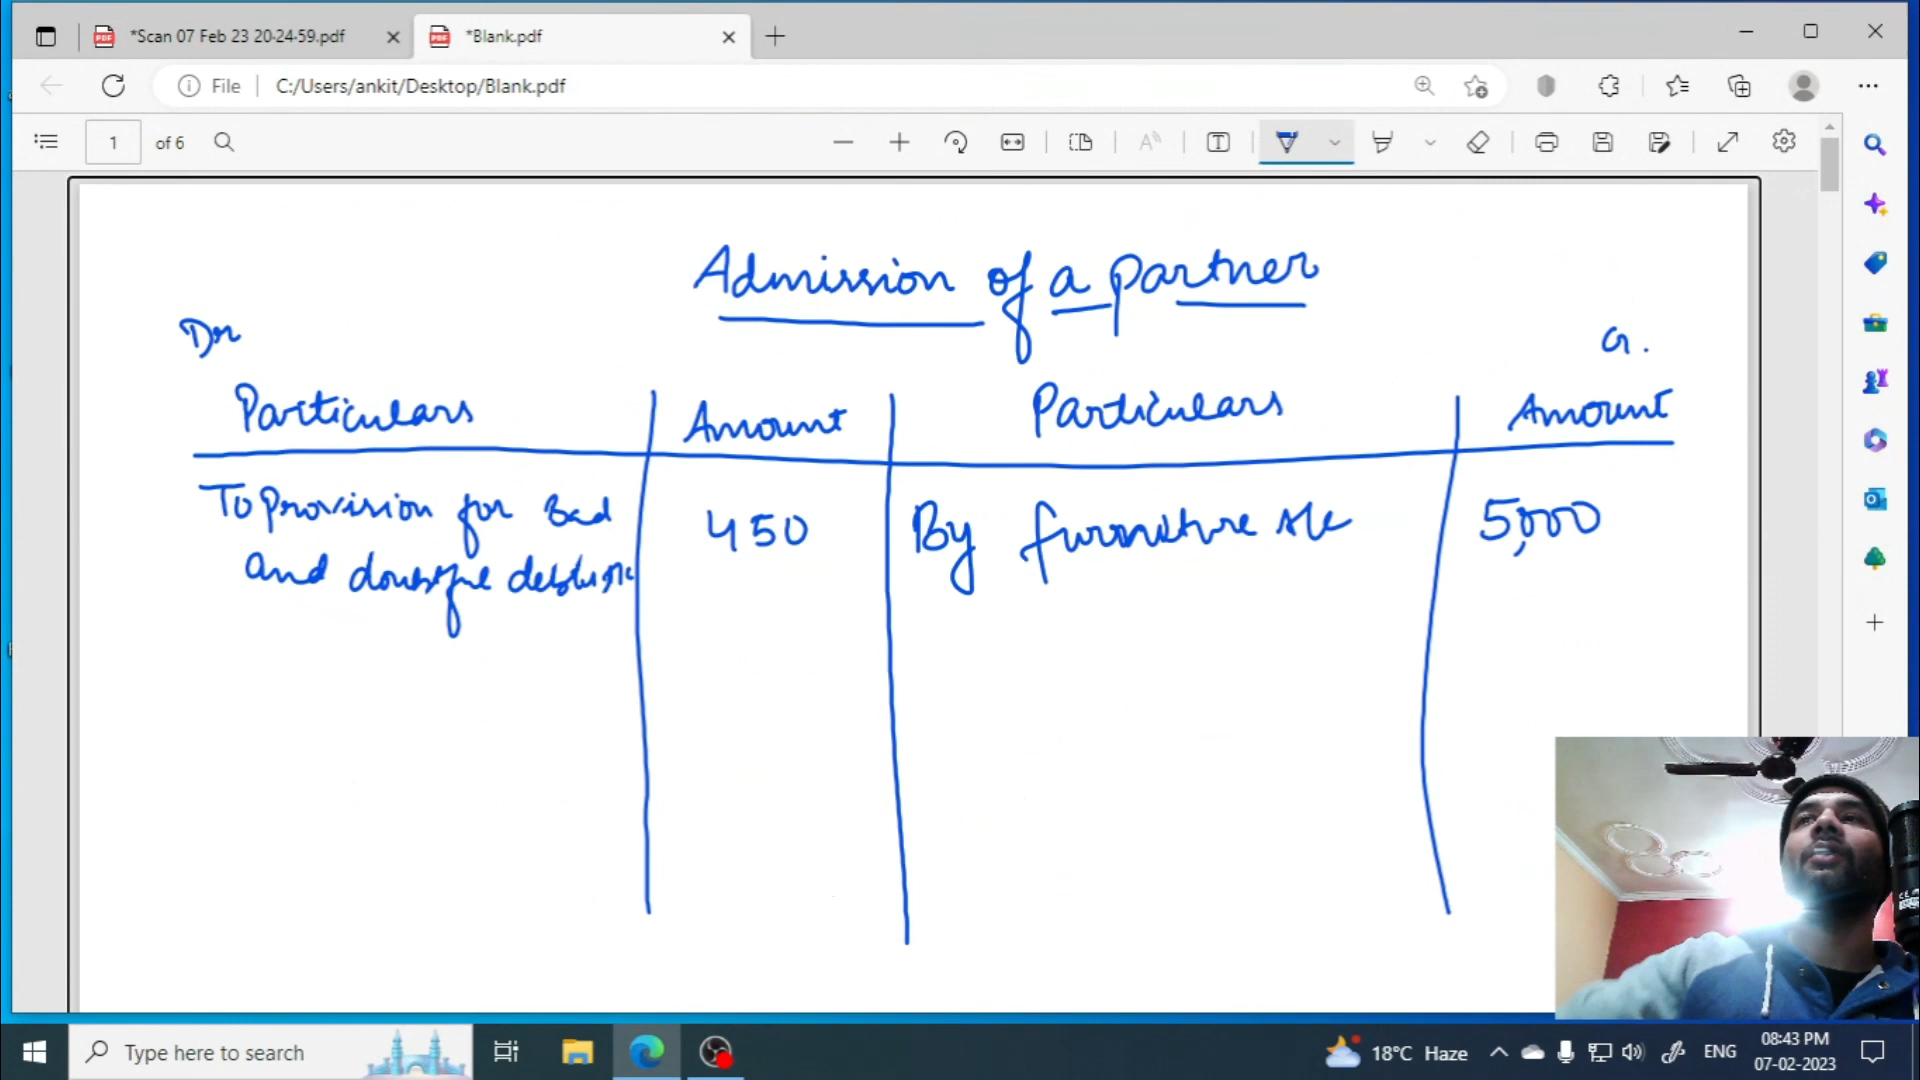 *Scan 07 Feb 23 20-24-59.pdf
*Blank.pdf
File
C:/Users/ankit/Desktop/Blank.pdf
1 of 6
Admission of a partner
Dr
Cr.
Particulars Amount Particulars Amount
To Provision for Bad 450 By furniture A/c 5,000
and doubtful debts A/c
Type here to search
18°C Haze
ENG
08:43 PM
07-02-2023